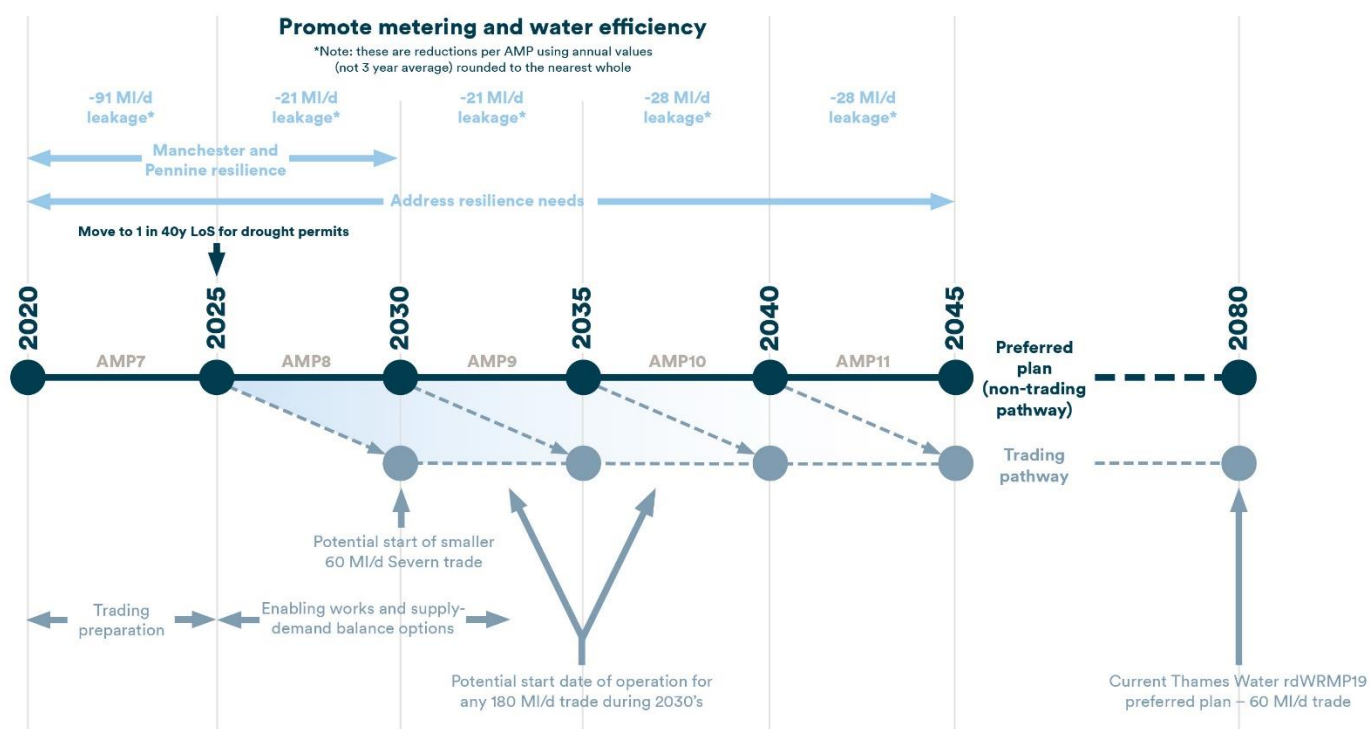 Promote metering and water efficiency
*Note: these are reductions per AMP using annual values
(not 3 year average) rounded to the nearest whole
-91 Ml/d
leakage*
-21 Ml/d
leakage*
-21 Ml/d
leakage*
-28 Ml/d
leakage*
-28 Ml/d
leakage*
Manchester and
Pennine resilience
Address resilience needs
Move to 1 in 40y LoS for drought permits
2020
2025
2030
2035
2040
2045
2080
AMP7
AMP8
AMP9
AMP10
AMP11
Preferred
plan
(non-trading
pathway)
Trading
pathway
Potential start of smaller
60 Ml/d Severn trade
Trading
preparation
Enabling works and supply-
demand balance options
Potential start date of operation for
any 180 Ml/d trade during 2030's
Current Thames Water rdWRMP19
preferred plan – 60 Ml/d trade